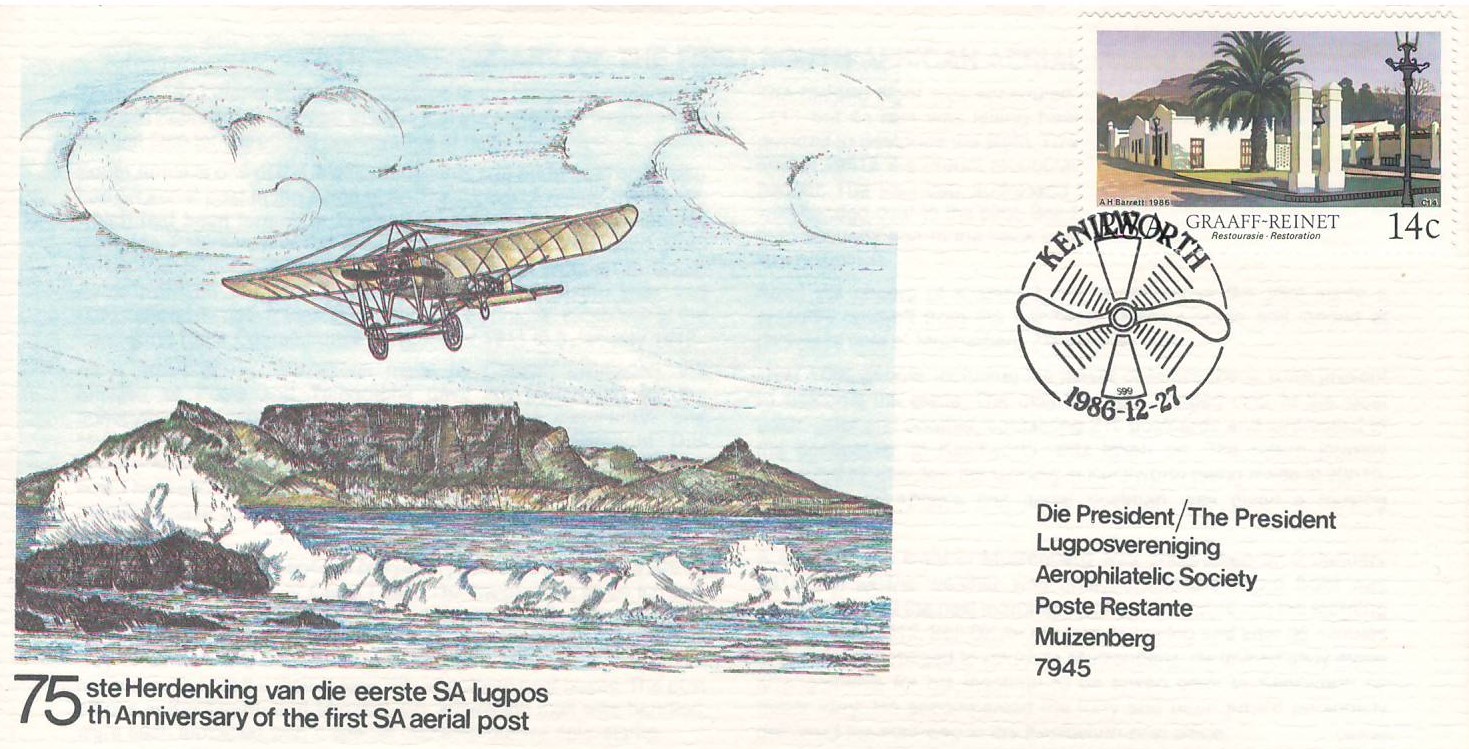 A H Barrett: 1986
C14
GRAAFF-REINET
Restourasie · Restoration
14c
KENILWORTH
S99
1986-12-27
Die President/The President
Lugposvereniging
Aerophilatelic Society
Poste Restante
Muizenberg
7945
75 ste Herdenking van die eerste SA lugpos
th Anniversary of the first SA aerial post